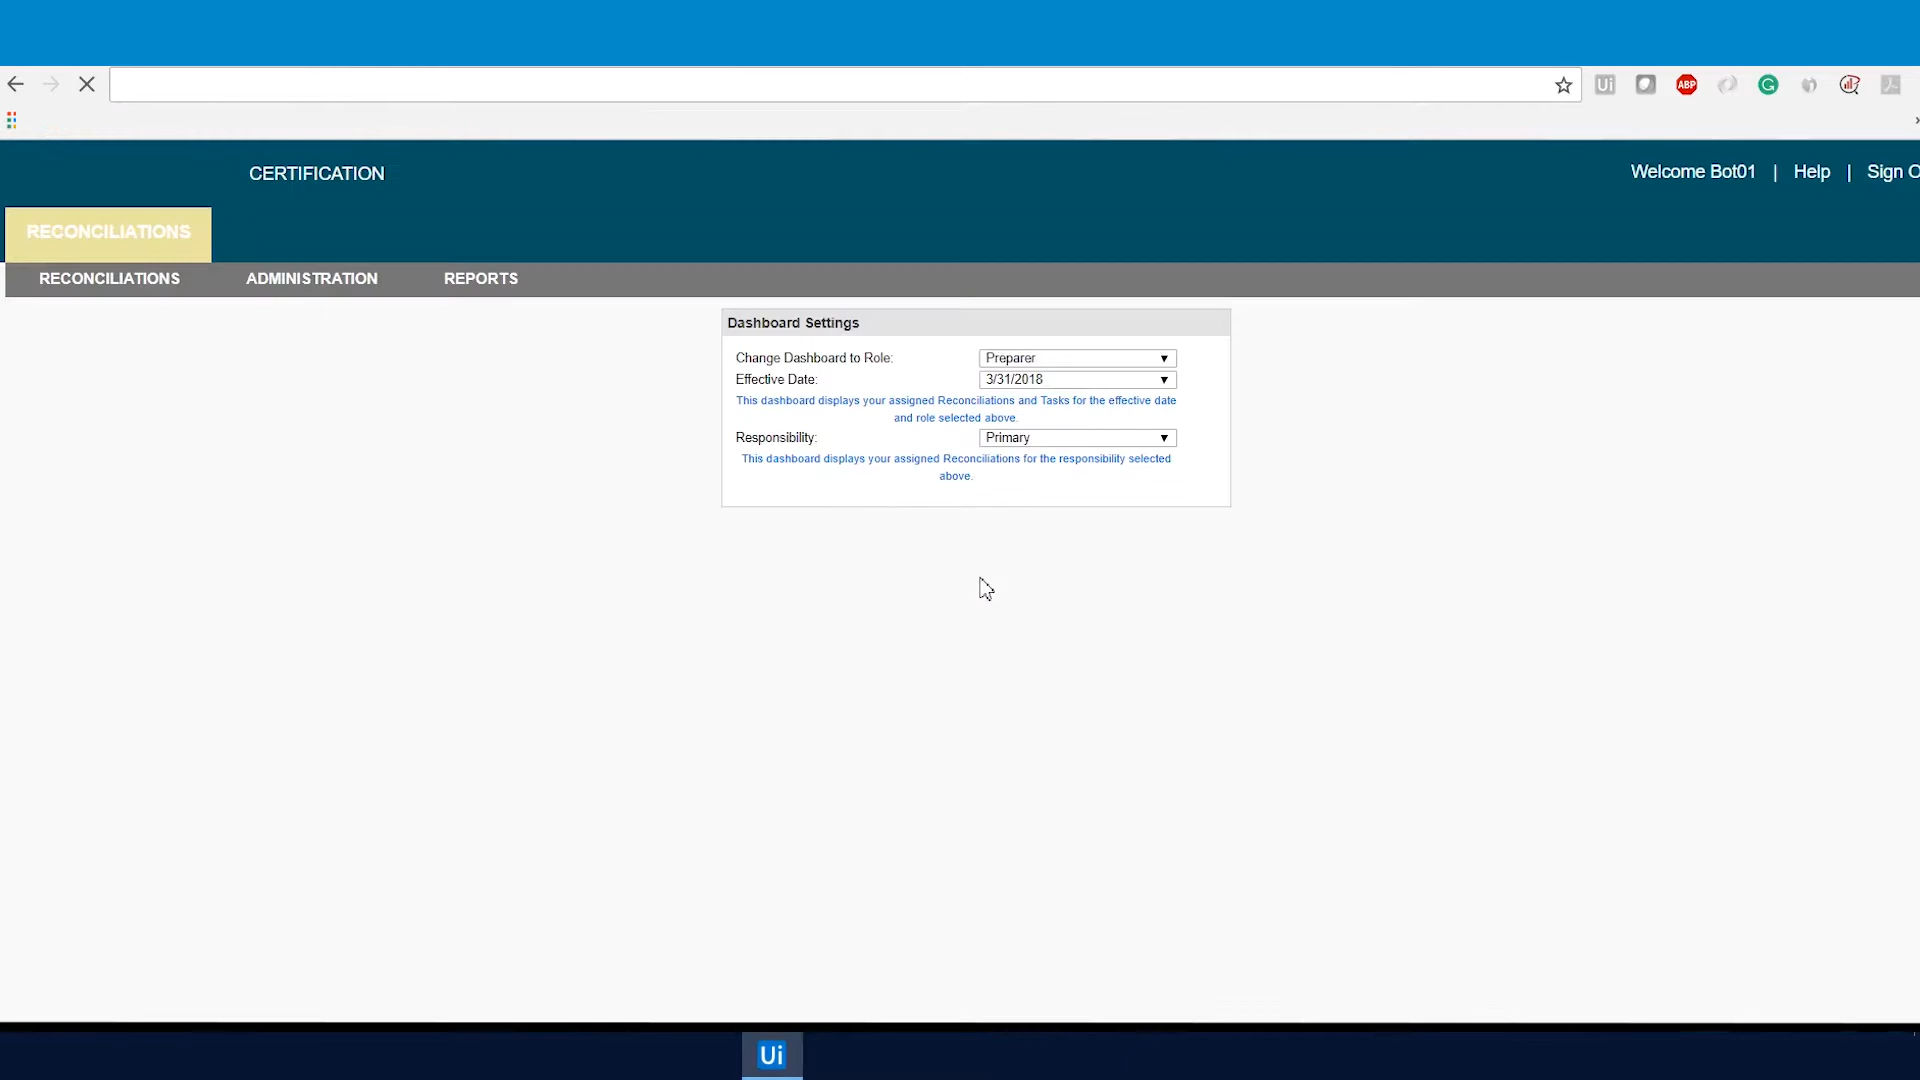 Ui
ABP
G
CERTIFICATION
Welcome Bot01 | Help | Sign O
RECONCILIATIONS
RECONCILIATIONS ADMINISTRATION REPORTS
Dashboard Settings
Change Dashboard to Role: Preparer
Effective Date: 3/31/2018
This dashboard displays your assigned Reconciliations and Tasks for the effective date
and role selected above.
Responsibility: Primary
This dashboard displays your assigned Reconciliations for the responsibility selected
above.
Ui